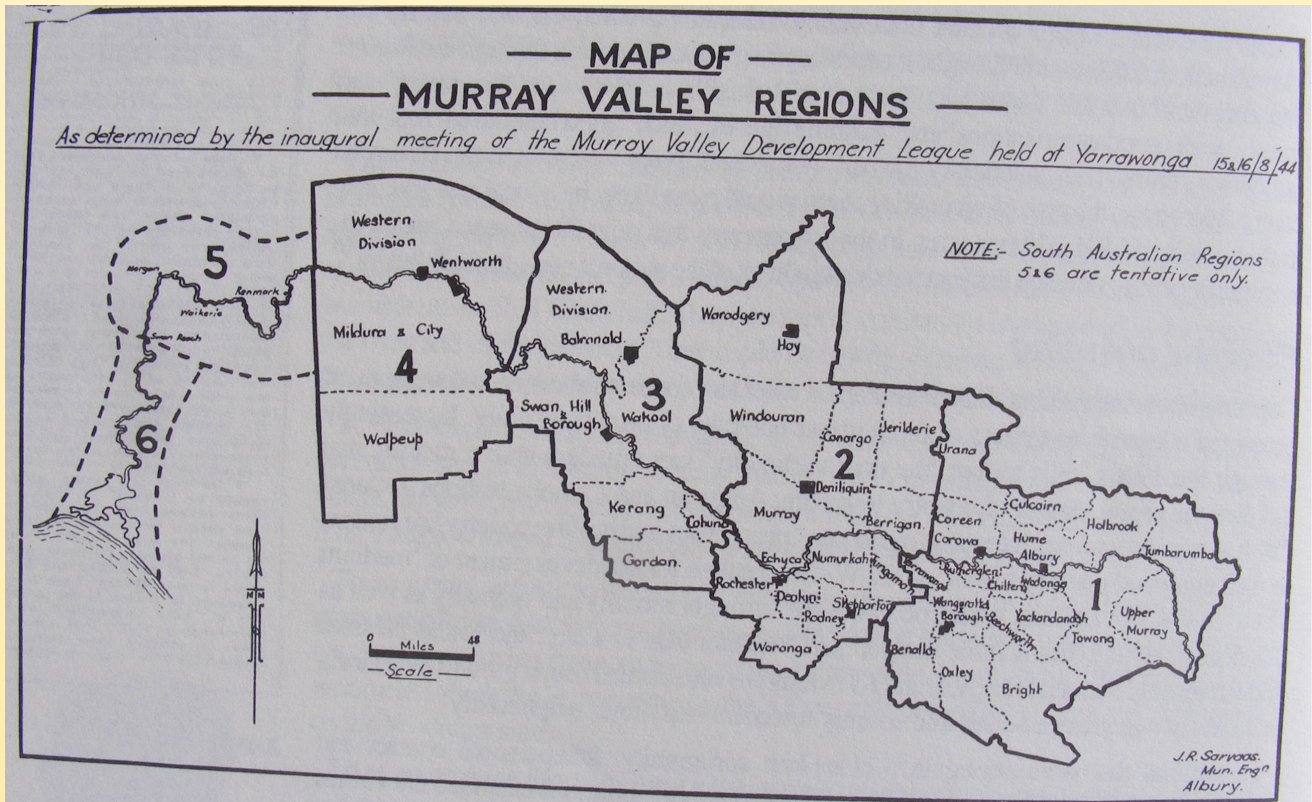 MAP OF
MURRAY VALLEY REGIONS
As determined by the inaugural meeting of the Murray Valley Development League held at Yarrawonga 15&16/8/44
NOTE:- South Australian Regions
5&6 are tentative only.
Western
Division
Wentworth
5
Morgan
Renmark
Waikerie
Swan Reach
Mildura & City
4
Walpeup
6
Western
Division.
Balranald
3
Swan Hill
&
Borough
Wakool
Kerang
Cohuna
Gordon
Waradgery
Hay
Windouran
Conargo
Jerilderie
2
Deniliquin
Murray
Berrigan
Urana
Coreen
Corowa
Culcairn
Hume
Holbrook
Albury
Tumbarumba
Echuca
Numurkah
Tungamah
Yarrawonga
Rutherglen
Chiltern
Wodonga
1
Rochester
Deakin
Rodney
Shepparton
Waranga
Wangaratta
Borough
Beechworth
Yackandandah
Towong
Upper
Murray
Benalla
Oxley
Bright
0 48
Miles
Scale
J.R. Sarvaas.
Mun. Engn
Albury.